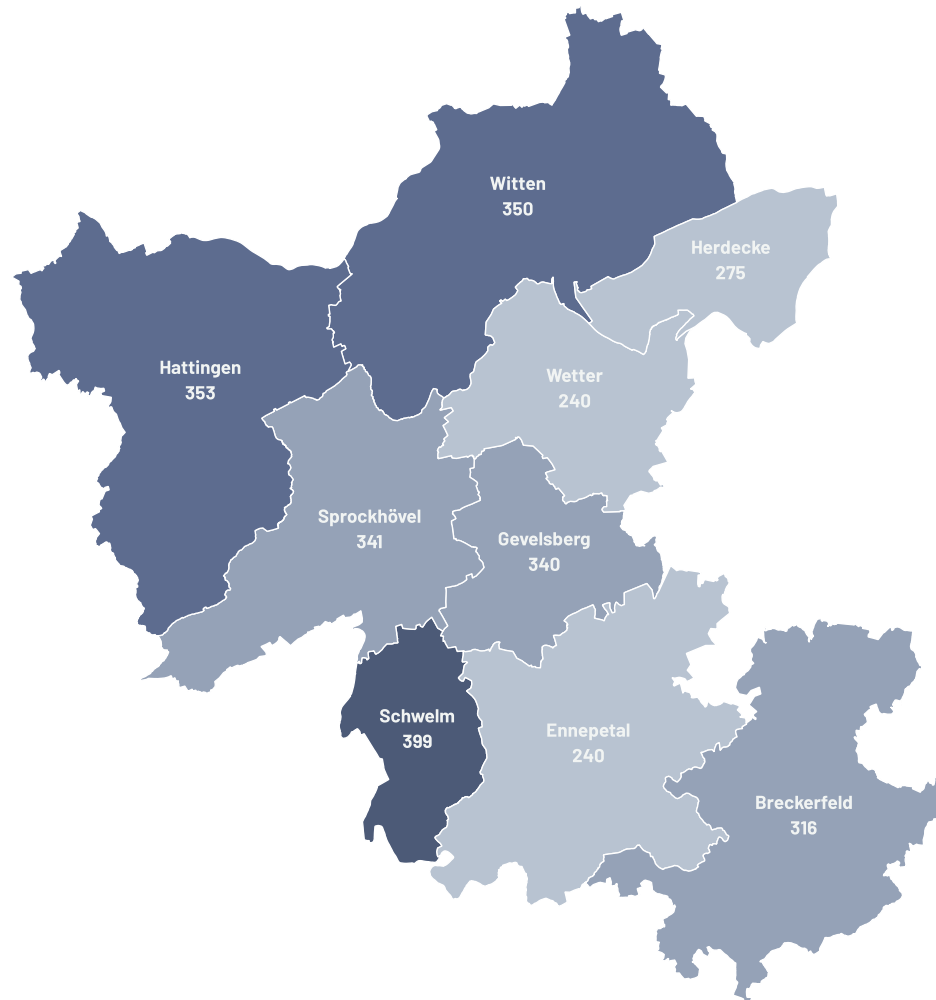 Witten
350
Herdecke
275
Hattingen
353
Wetter
240
Sprockhövel
341
Gevelsberg
340
Schwelm
399
Ennepetal
240
Breckerfeld
316